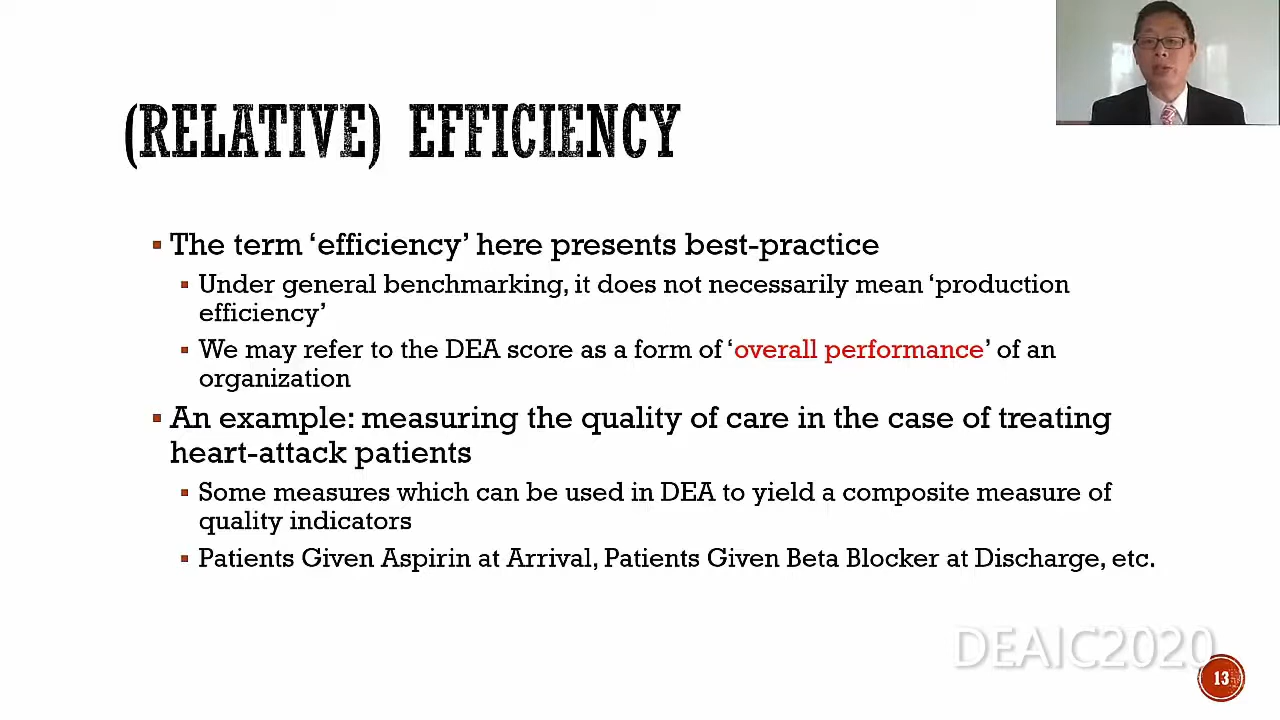 (RELATIVE) EFFICIENCY
The term ‘efficiency’ here presents best-practice
Under general benchmarking, it does not necessarily mean ‘production
efficiency’
We may refer to the DEA score as a form of ‘overall performance’ of an
organization
An example: measuring the quality of care in the case of treating
heart-attack patients
Some measures which can be used in DEA to yield a composite measure of
quality indicators
Patients Given Aspirin at Arrival, Patients Given Beta Blocker at Discharge, etc.
DEAIC2020
13